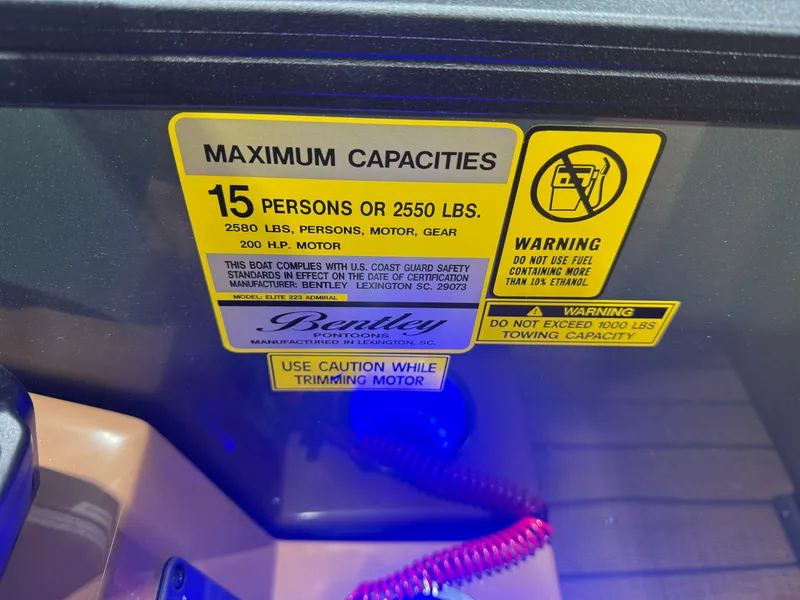 MAXIMUM CAPACITIES
15 PERSONS OR 2550 LBS.
2580 LBS, PERSONS, MOTOR, GEAR
200 H.P. MOTOR
THIS BOAT COMPLIES WITH U.S. COAST GUARD SAFETY
STANDARDS IN EFFECT ON THE DATE OF CERTIFICATION
MANUFACTURER: BENTLEY LEXINGTON SC. 29073
MODEL: ELITE 223 ADMIRAL
Bentley
PONTOONS
MANUFACTURED IN LEXINGTON, SC.
WARNING
DO NOT USE FUEL
CONTAINING MORE
THAN 10% ETHANOL.
WARNING
DO NOT EXCEED 1000 LBS
TOWING CAPACITY
USE CAUTION WHILE
TRIMMING MOTOR